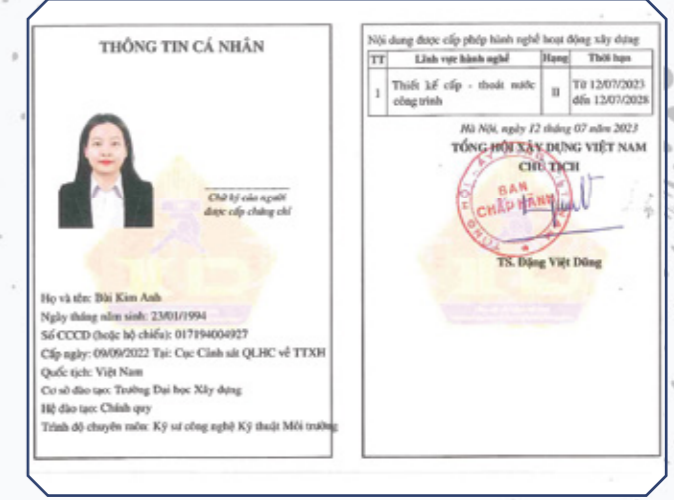 THÔNG TIN CÁ NHÂN
Chữ ký của người
được cấp chứng chỉ
Họ và tên: Bùi Kim Anh
Ngày tháng năm sinh: 23/01/1994
Số CCCD (hoặc hộ chiếu): 017194004927
Cấp ngày: 09/09/2022 Tại: Cục Cảnh sát QLHC về TTXH
Quốc tịch: Việt Nam
Cơ sở đào tạo: Trường Đại học Xây dựng
Hệ đào tạo: Chính quy
Trình độ chuyên môn: Kỹ sư công nghệ Kỹ thuật Môi trường
Nội dung được cấp phép hành nghề hoạt động xây dựng
TT Lĩnh vực hành nghề Hạng Thời hạn
1 Thiết kế cấp - thoát nước công trình II Từ 12/07/2023
đến 12/07/2028
Hà Nội, ngày 12 tháng 07 năm 2023
TỔNG HỘI XÂY DỰNG VIỆT NAM
CHỦ TỊCH
BAN
CHẤP HÀNH
TS. Đặng Việt Dũng